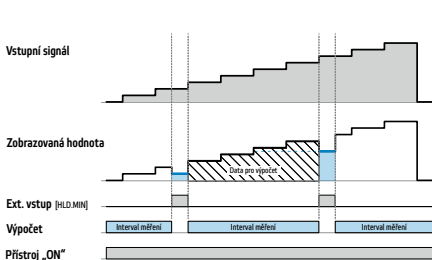 Vstupní signál
Zobrazovaná hodnota
Data pro výpočet
Ext. vstup [HLD.MIN]
Výpočet
Interval měření
Interval měření
Interval měření
Přístroj „ON“